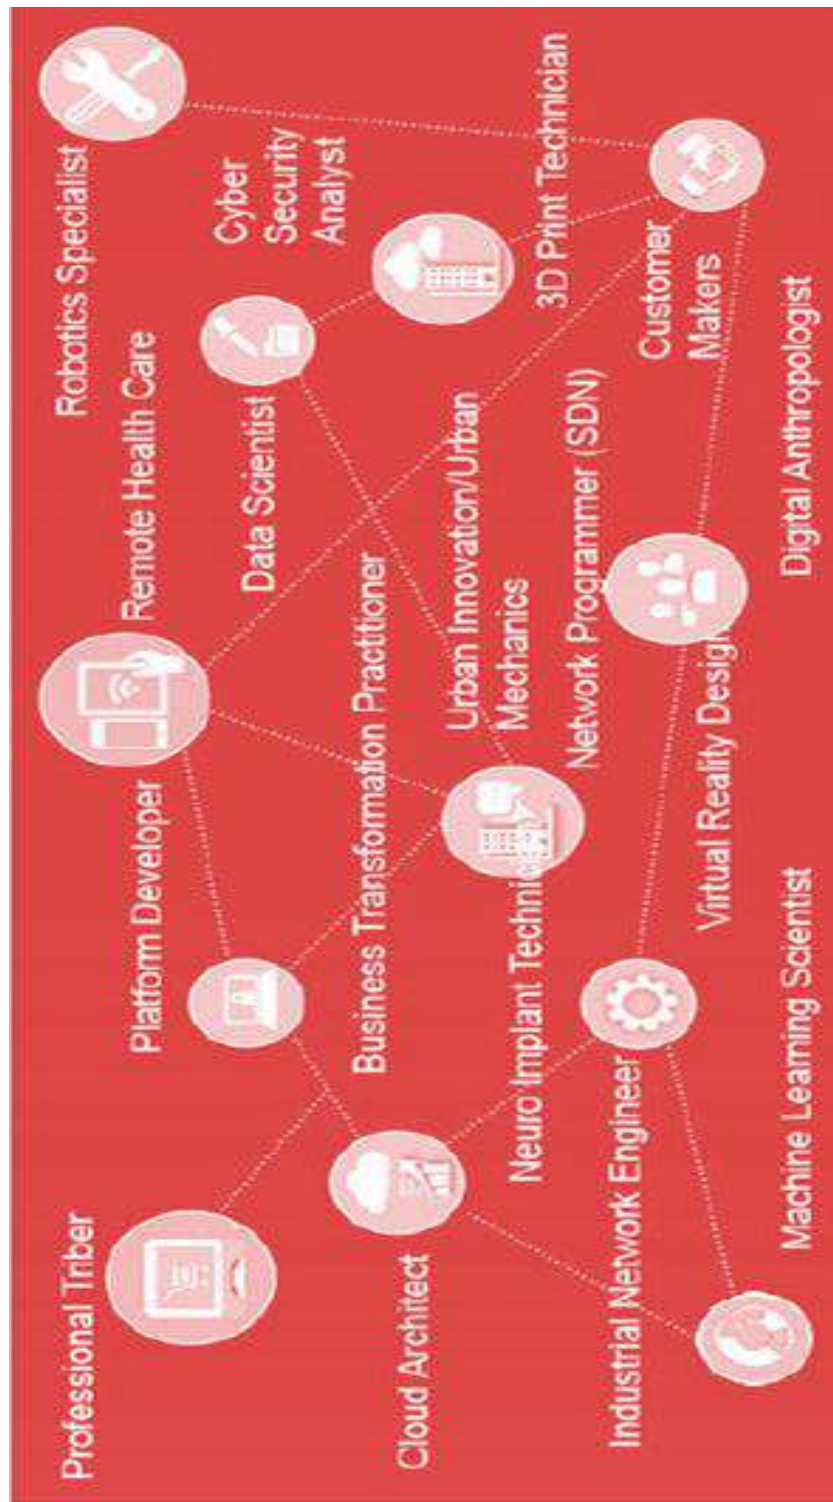 Professional Triber
Platform Developer
Remote Health Care
Robotics Specialist
Cloud Architect
Business Transformation Practitioner
Data Scientist
Cyber
Security
Analyst
Neuro Implant Technic
Urban Innovation/Urban
Mechanics
Industrial Network Engineer
Network Programmer (SDN)
3D Print Technician
Virtual Reality Design
Customer
Makers
Machine Learning Scientist
Digital Anthropologist